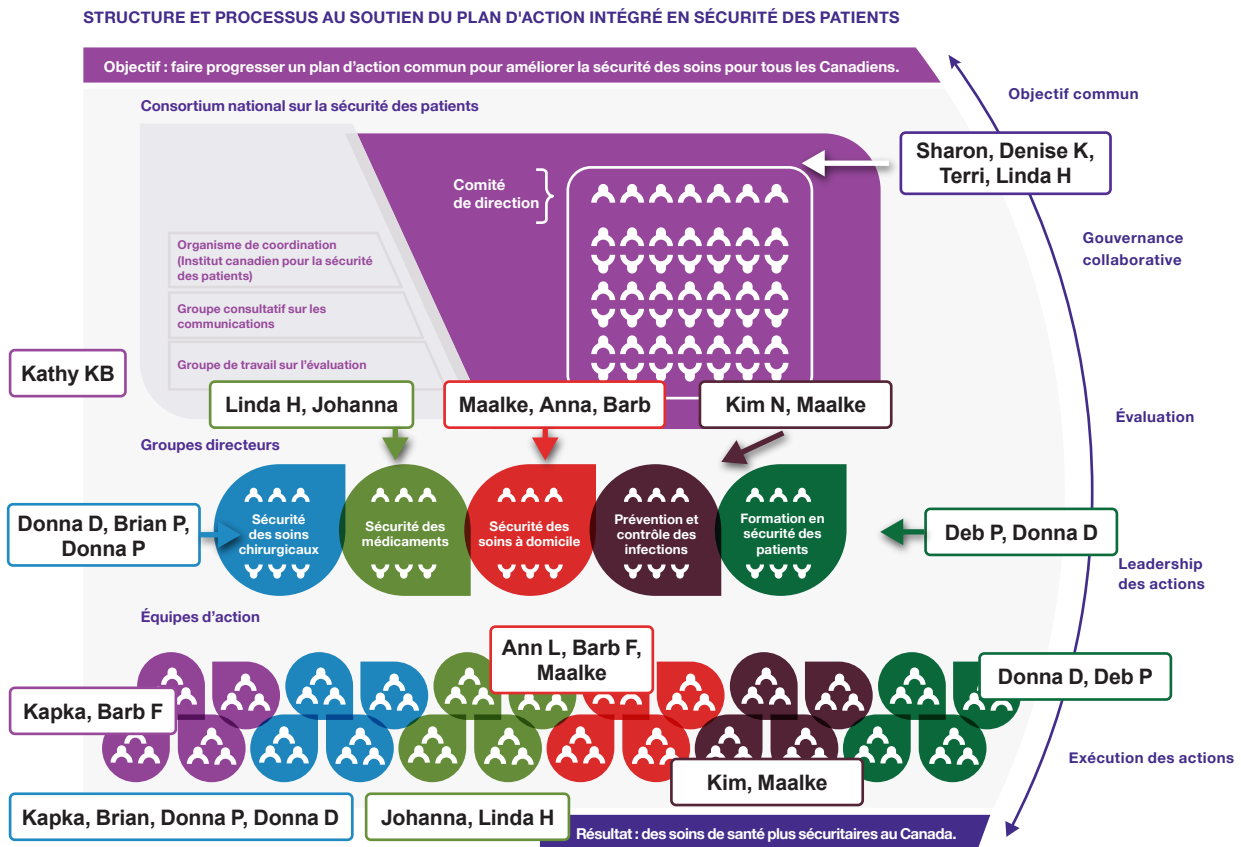 STRUCTURE ET PROCESSUS AU SOUTIEN DU PLAN D'ACTION INTÉGRÉ EN SÉCURITÉ DES PATIENTS
Objectif : faire progresser un plan d'action commun pour améliorer la sécurité des soins pour tous les Canadiens.
Objectif commun
Consortium national sur la sécurité des patients
Sharon, Denise K,
Terri, Linda H
Comité
de direction
Gouvernance
collaborative
Organisme de coordination
(Institut canadien pour la sécurité
des patients)
Groupe consultatif sur les
communications
Groupe de travail sur l'évaluation
Kathy KB
Linda H, Johanna
Maalke, Anna, Barb
Kim N, Maalke
Évaluation
Groupes directeurs
Donna D, Brian P,
Donna P
Sécurité
des soins
chirurgicaux
Sécurité des
médicaments
Sécurité des
soins à domicile
Prévention et
contrôle des
infections
Formation en
sécurité des
patients
Deb P, Donna D
Leadership
des actions
Équipes d'action
Ann L, Barb F,
Maalke
Donna D, Deb P
Kapka, Barb F
Exécution des actions
Kim, Maalke
Kapka, Brian, Donna P, Donna D
Johanna, Linda H
Résultat : des soins de santé plus sécuritaires au Canada.